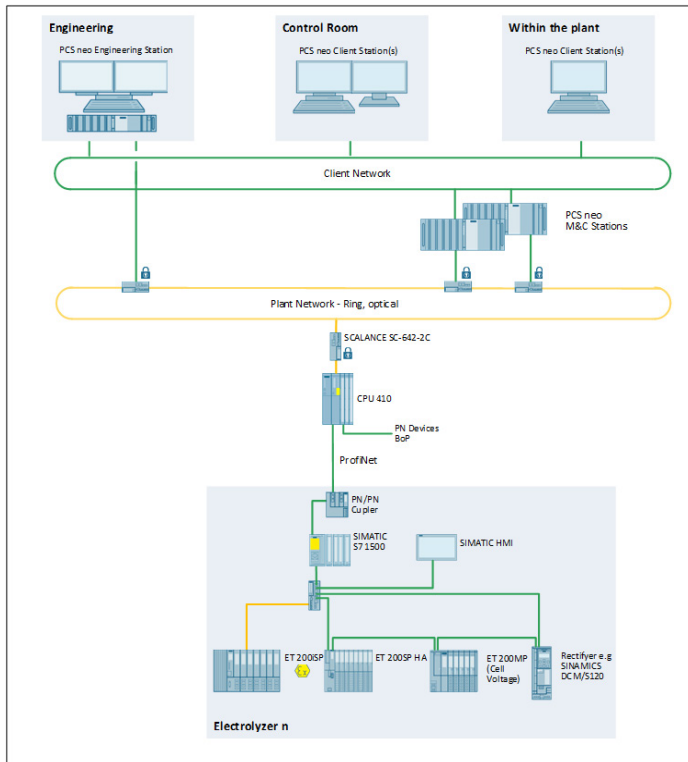 Engineering
PCS neo Engineering Station
Control Room
PCS neo Client Station(s)
Within the plant
PCS neo Client Station(s)
Client Network
PCS neo
M&C Stations
Plant Network - Ring, optical
SCALANCE SC-642-2C
CPU 410
PN Devices
BoP
ProfiNet
PN/PN
Cupler
SIMATIC
S7 1500
SIMATIC HMI
ET 200iSP
ET 200SP HA
ET 200MP
(Cell
Voltage)
Rectifyer e.g
SINAMICS
DCM/S120
Electrolyzer n